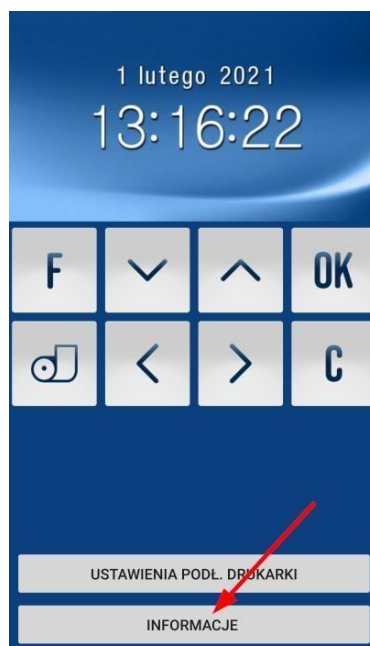 1 lutego 2021
13:16:22
F
OK
C
USTAWIENIA PODŁ. DRUKARKI
INFORMACJE